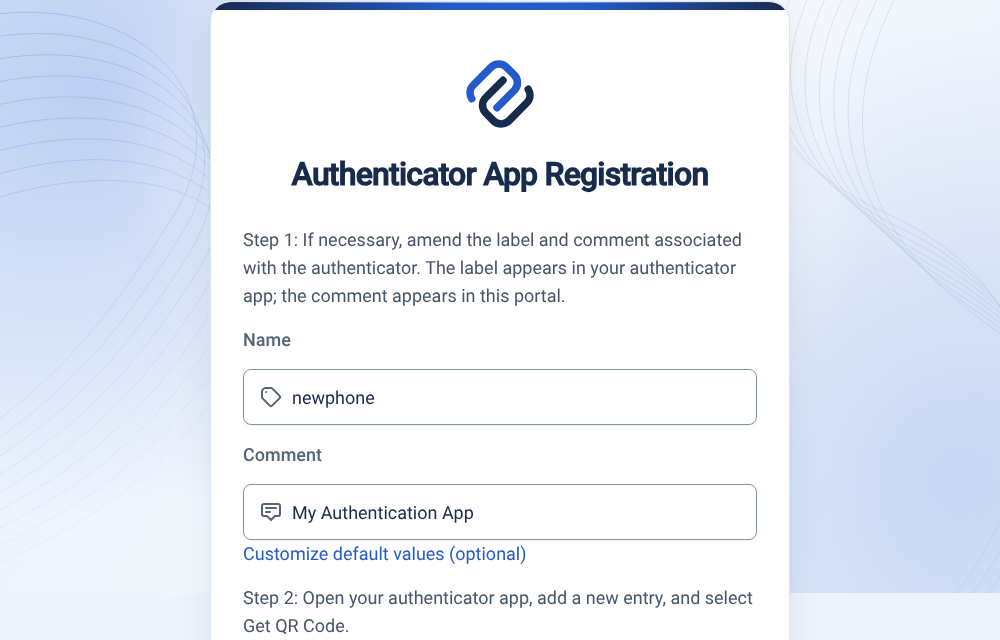 Authenticator App Registration
Step 1: If necessary, amend the label and comment associated
with the authenticator. The label appears in your authenticator
app; the comment appears in this portal.
Name
newphone
Comment
My Authentication App
Customize default values (optional)
Step 2: Open your authenticator app, add a new entry, and select
Get QR Code.